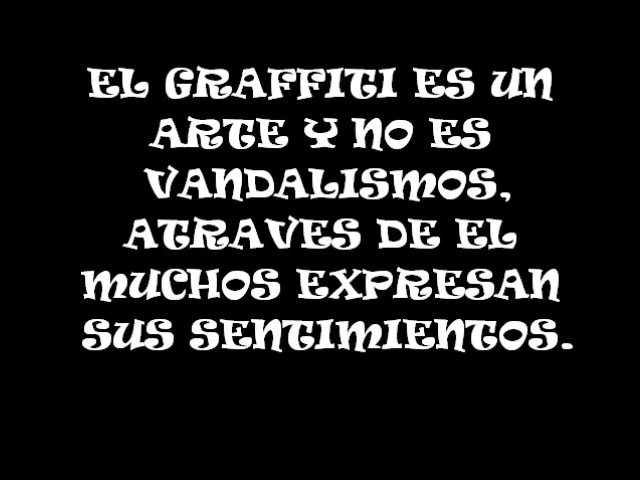 EL GRAFFITI ES UN
ARTE Y NO ES
VANDALISMOS,
ATRAVES DE EL
MUCHOS EXPRESAN
SUS SENTIMIENTOS.